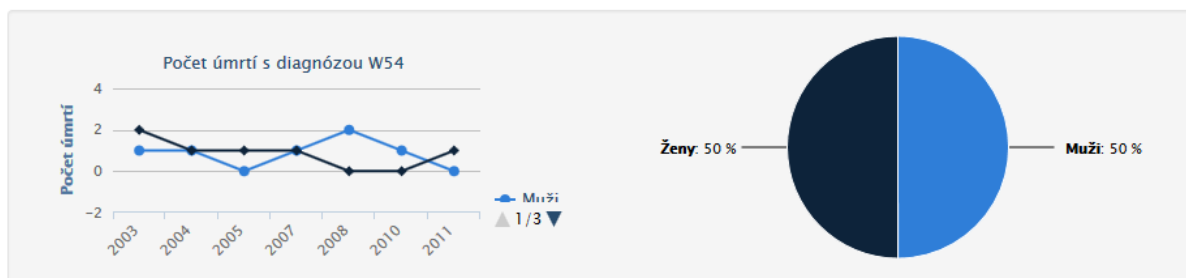 Počet úmrtí s diagnózou W54
Počet úmrtí
4
2
0
−2
2003
2004
2005
2007
2008
2010
2011
Muži
1/3
Ženy: 50 %
Muži: 50 %